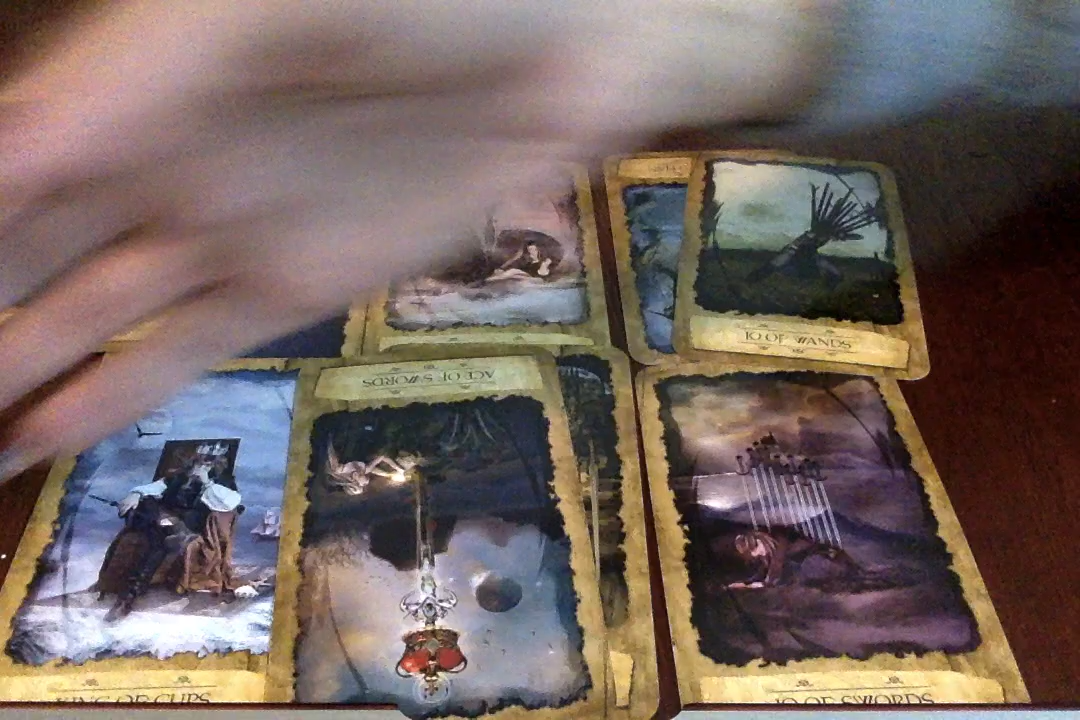 10 OF WANDS
ACE OF SWORDS
KING OF CUPS
10 OF SWORDS